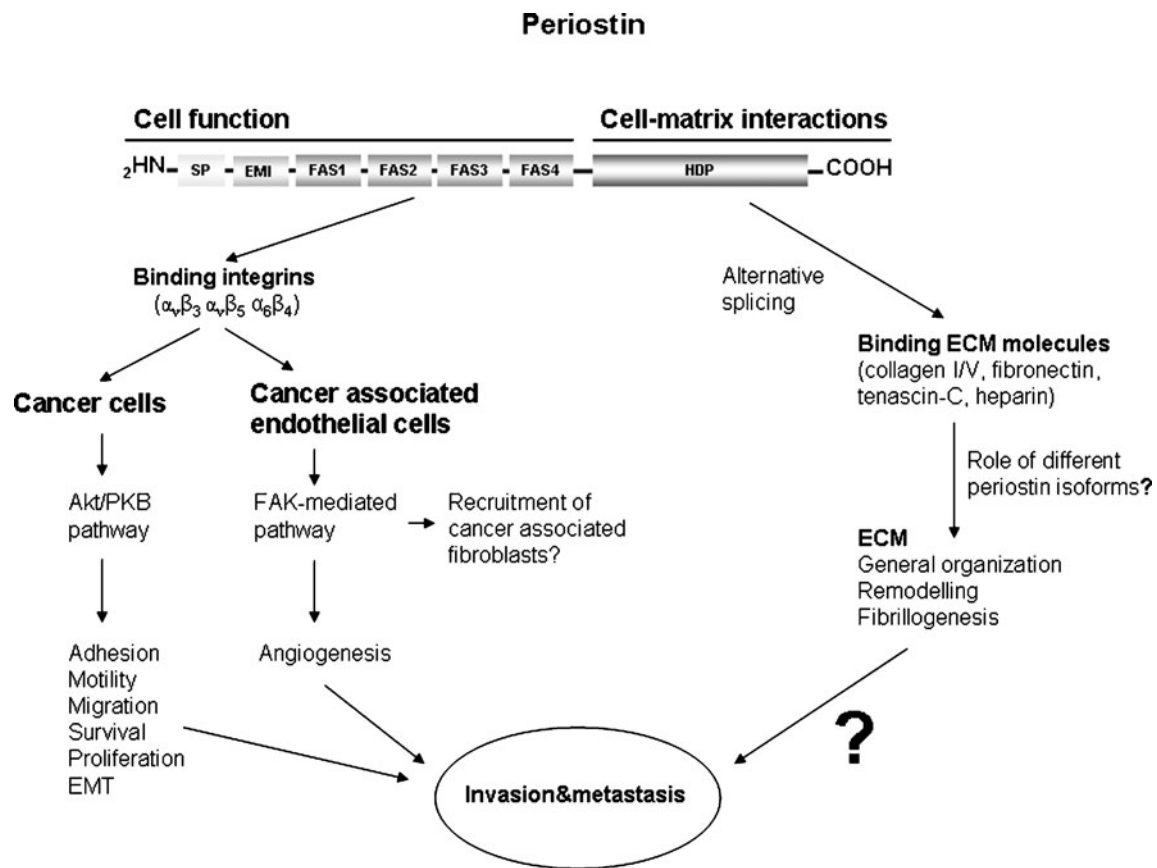 Periostin
Cell function
Cell-matrix interactions
₂HN SP EMI FAS1 FAS2 FAS3 FAS4 HDP COOH
Binding integrins
(αᵥβ₃ αᵥβ₅ α₆β₄)
Alternative
splicing
Binding ECM molecules
(collagen I/V, fibronectin,
tenascin-C, heparin)
Cancer cells
Cancer associated
endothelial cells
Akt/PKB
pathway
FAK-mediated
pathway
Recruitment of
cancer associated
fibroblasts?
Role of different
periostin isoforms?
ECM
General organization
Remodelling
Fibrillogenesis
Adhesion
Motility
Migration
Survival
Proliferation
EMT
Angiogenesis
?
Invasion&metastasis